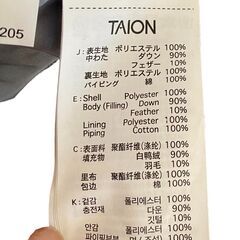 205
TAION
J:表生地 ポリエステル 100%
中わた ダウン 90%
フェザー 10%
裏生地 ポリエステル 100%
パイピング 綿 100%
E:Shell Polyester 100%
Body(Filling) Down 90%
Feather 10%
Lining Polyester 100%
Piping Cotton 100%
C:表面料 聚酯纤维(涤纶) 100%
填充物 白鸭绒 90%
羽毛 10%
里布 聚酯纤维(涤纶) 100%
包边 棉 100%
K:겉감 폴리에스터 100%
충전재 다운 90%
깃털 10%
안감 폴리에스터 100%
100%